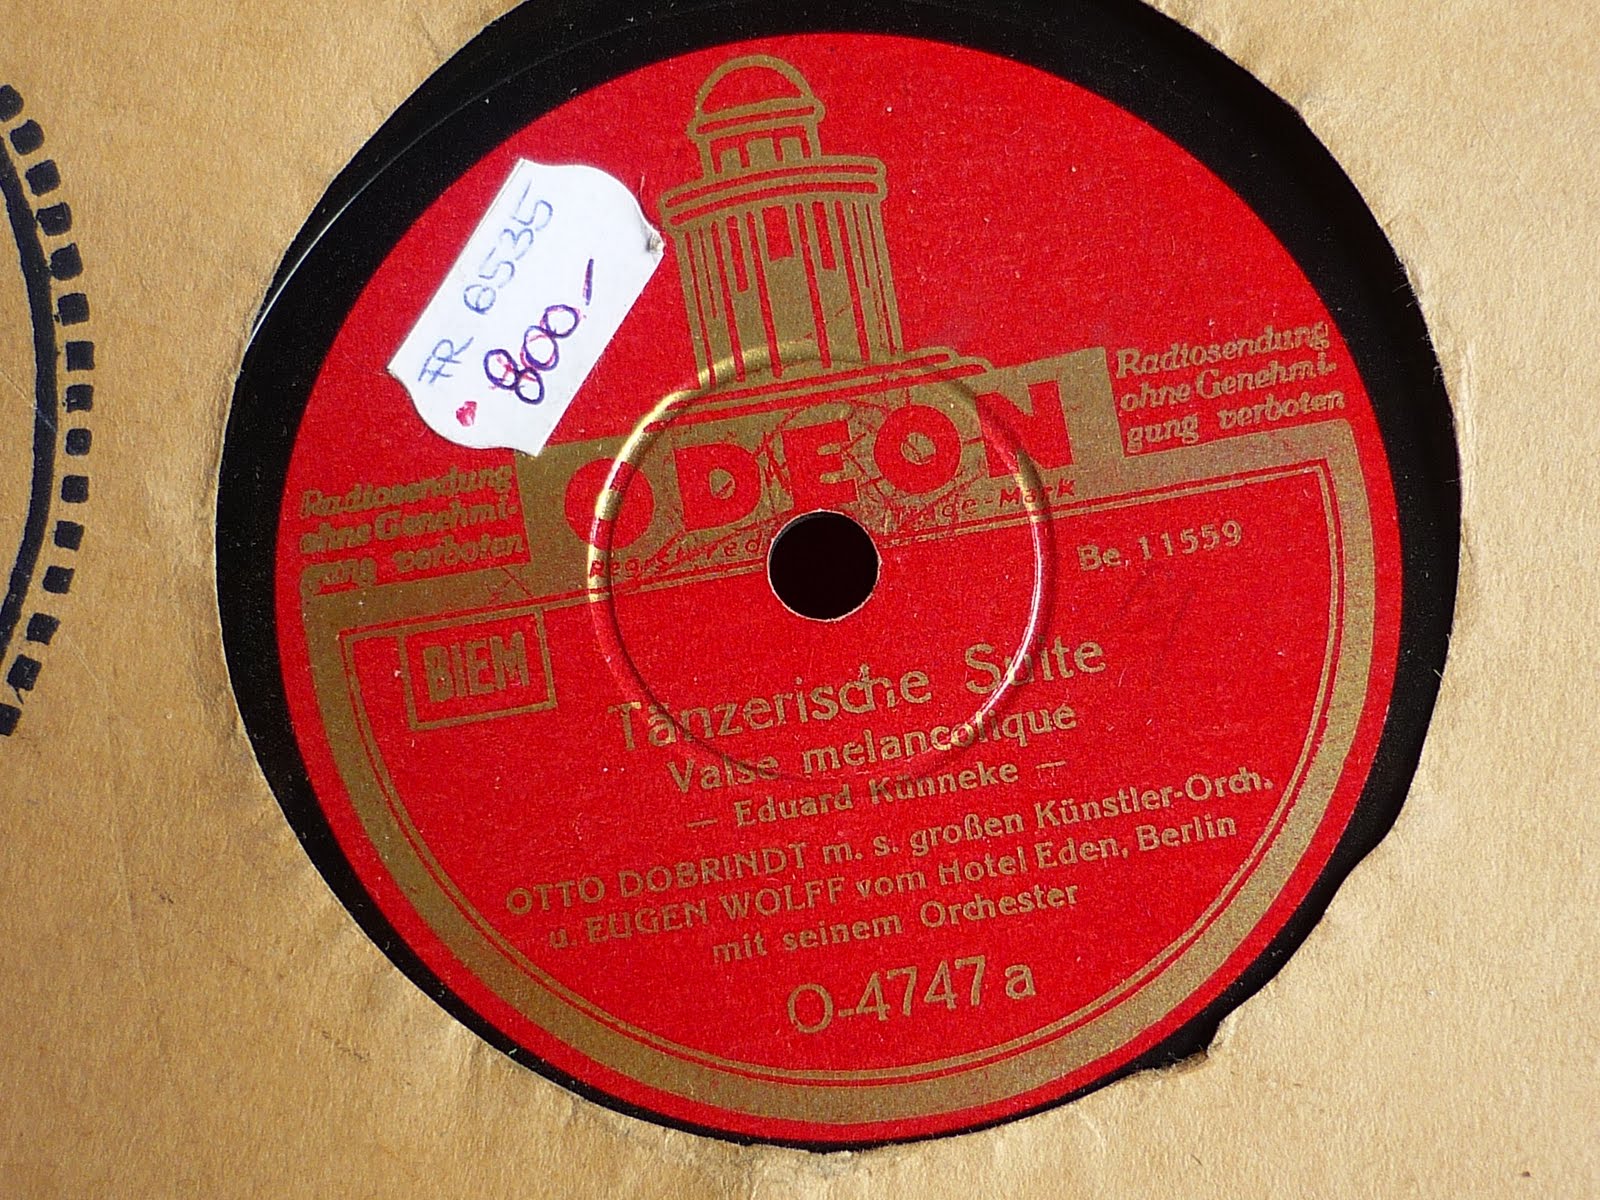 FR 6535
800.-
ODEON
Radiosendung
ohne Genehmi-
gung verboten
Radiosendung
ohne Genehmi-
gung verboten
Be. 11559
BIEM
Tänzerische Suite
Valse melancolique
— Eduard Künneke —
OTTO DOBRINDT m. s. großen Künstler-Orch.
u. EUGEN WOLFF vom Hotel Eden, Berlin
mit seinem Orchester
O-4747 a